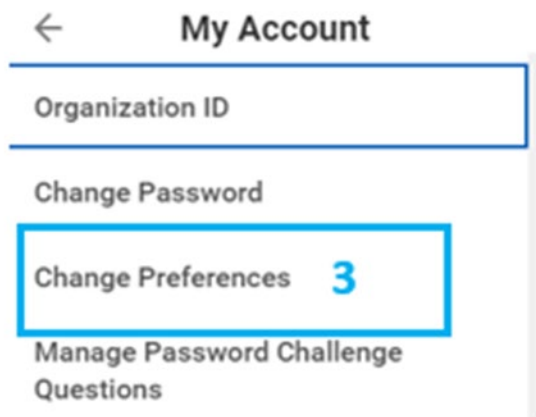 My Account
Organization ID
Change Password
Change Preferences 3
Manage Password Challenge
Questions